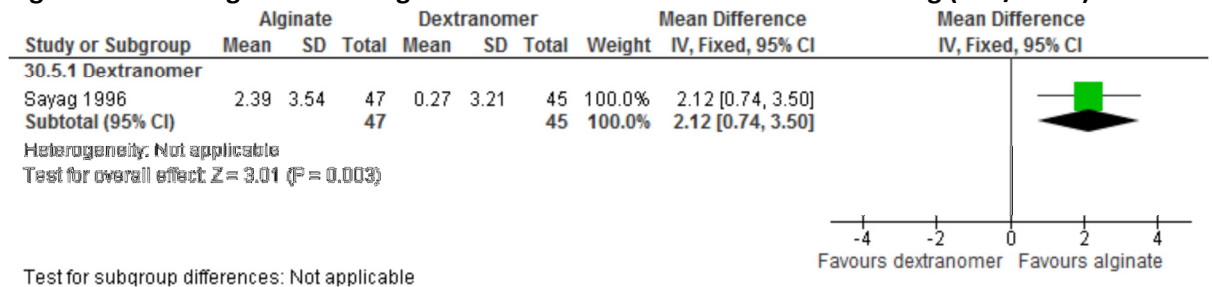 Alginate Dextranomer Mean Difference Mean Difference
Study or Subgroup Mean SD Total Mean SD Total Weight IV, Fixed, 95% CI IV, Fixed, 95% CI
30.5.1 Dextranomer
Sayag 1996 2.39 3.54 47 0.27 3.21 45 100.0% 2.12 [0.74, 3.50]
Subtotal (95% CI) 47 45 100.0% 2.12 [0.74, 3.50]
Heterogeneity: Not applicable
Test for overall effect: Z = 3.01 (P = 0.003)
-4 -2 0 2 4
Favours dextranomer Favours alginate
Test for subgroup differences: Not applicable